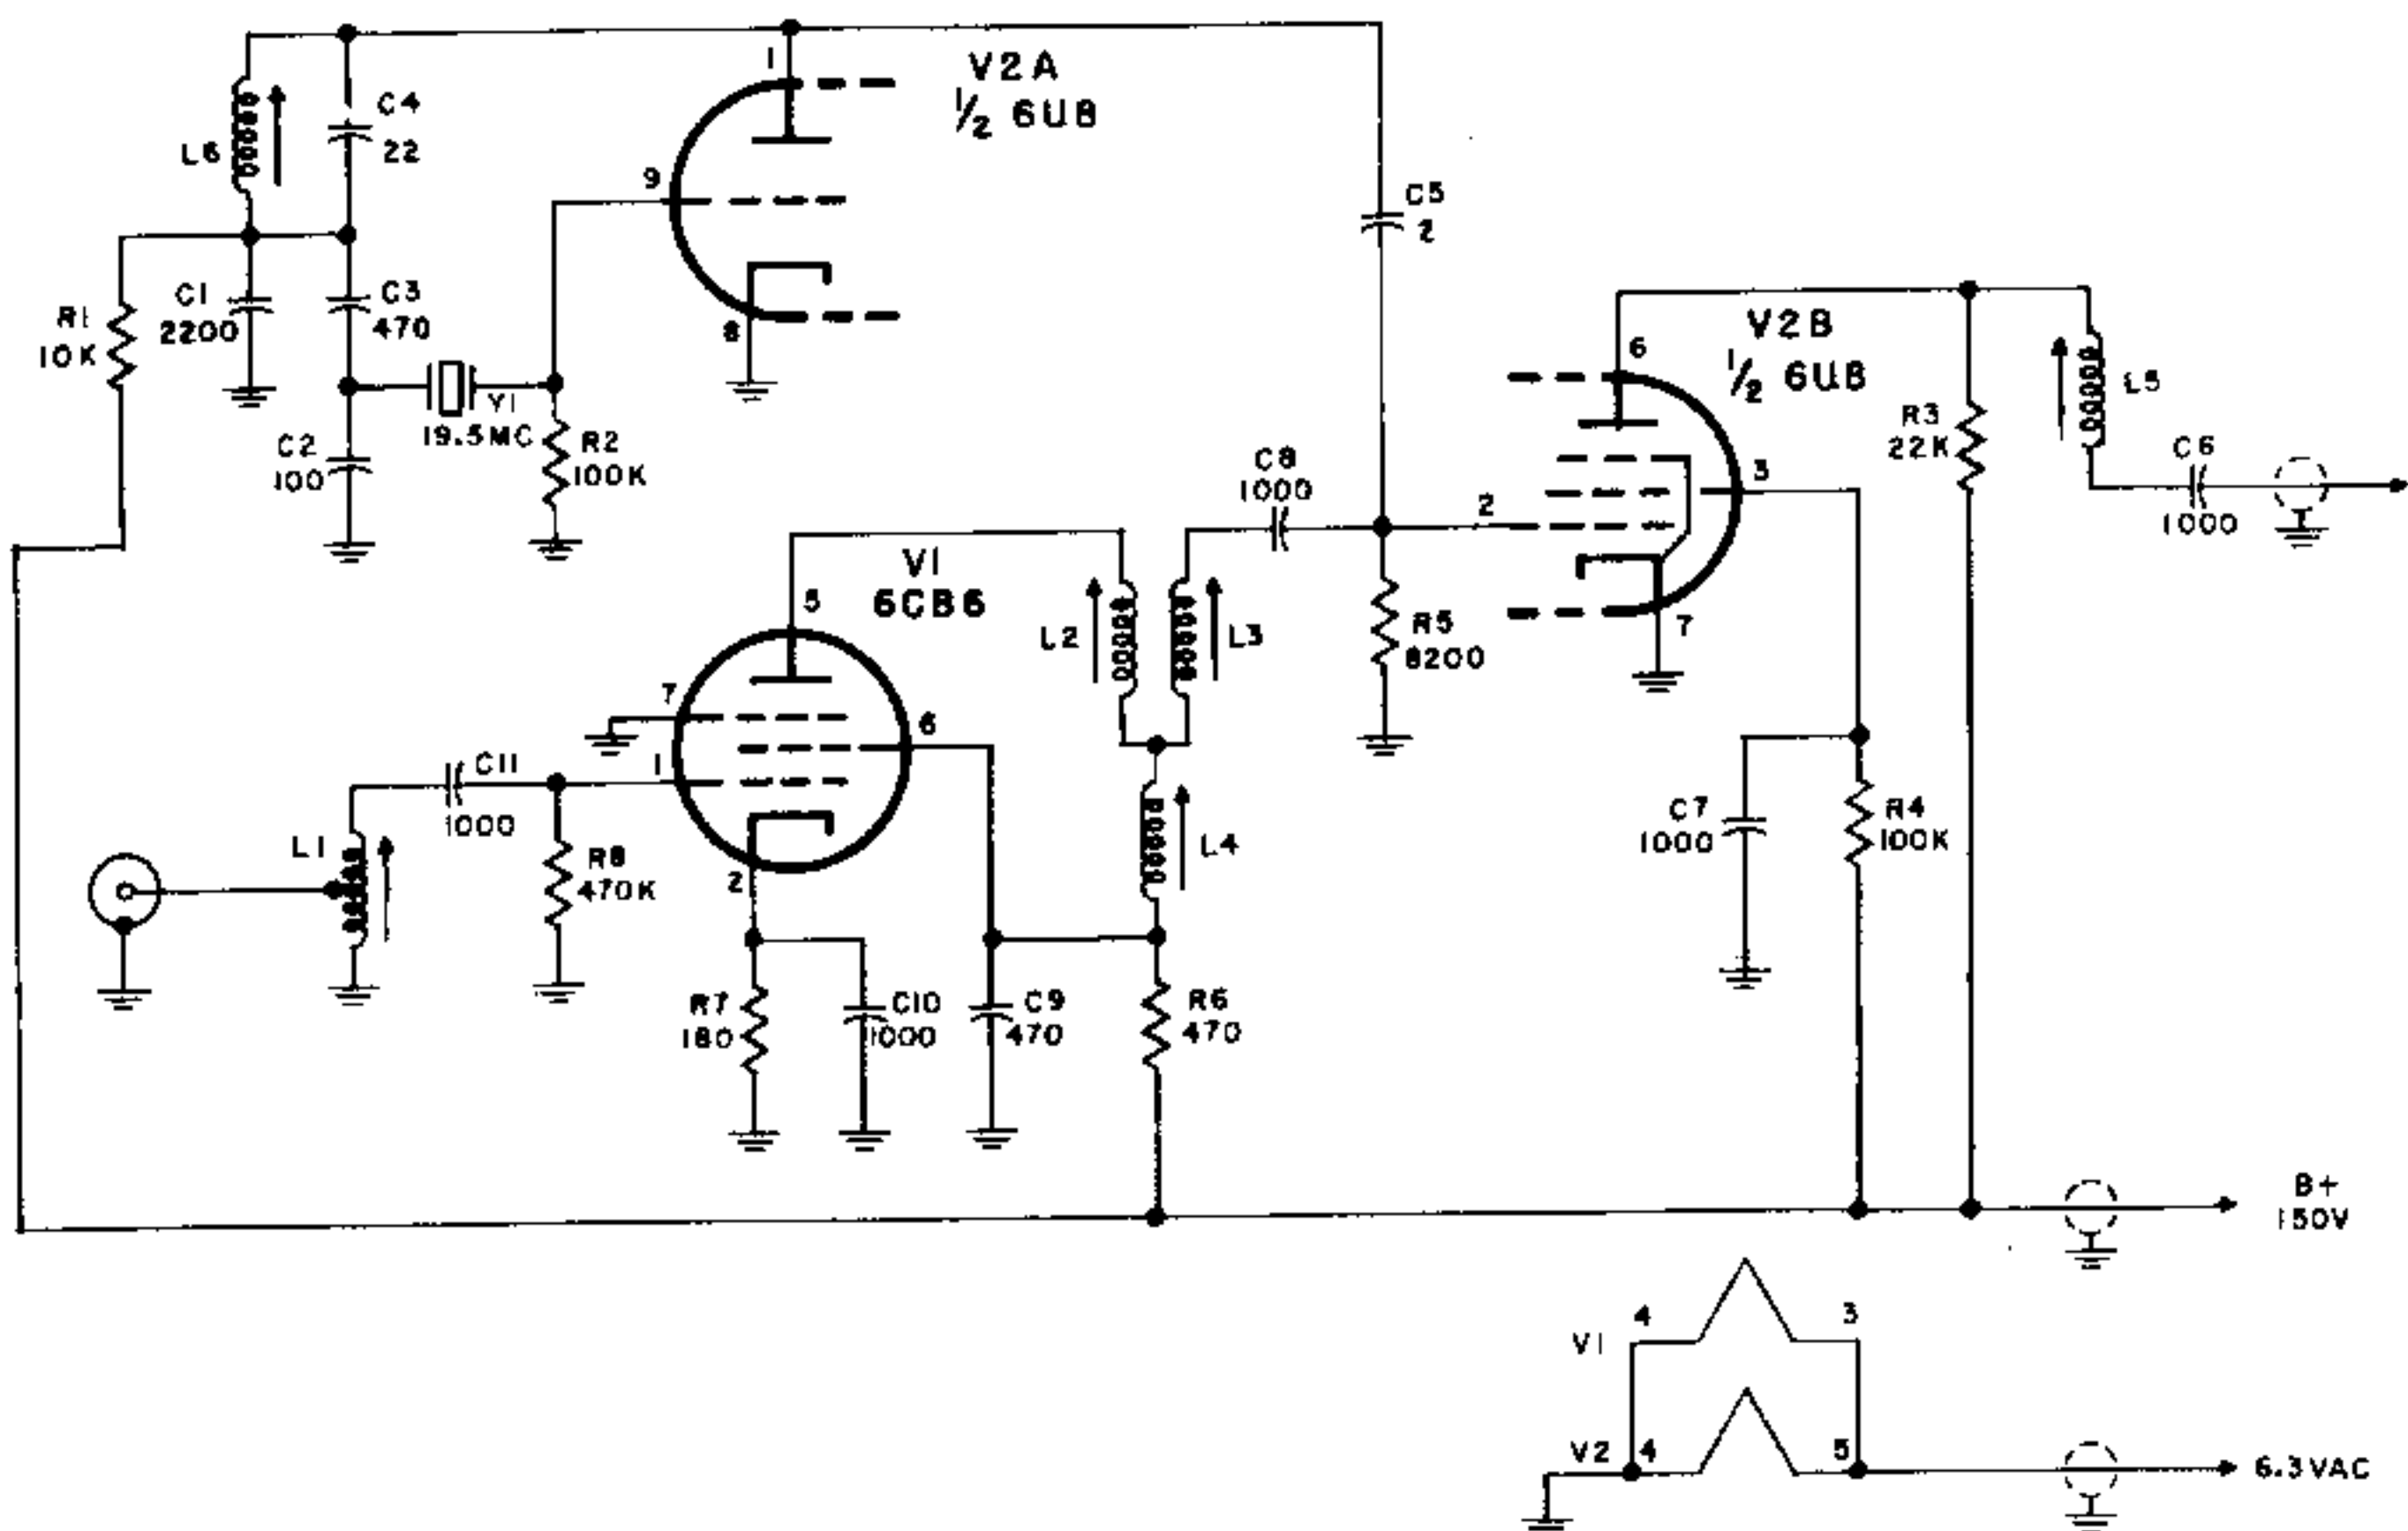 1
V2A
1/2 6U8
C4
22
L6
9
C5
2
C1
2200
C3
470
R1
10K
8
V2B
1/2 6U8
6
L5
Y1
19.5MC
C2
100
R2
100K
R3
22K
C8
1000
2
3
C6
1000
V1
6CB6
5
L2
L3
R5
8200
7
7
6
C11
1000
1
L1
R8
470K
L4
C7
1000
R4
100K
2
R7
180
C10
1000
C9
470
R6
470
B+
150V
4
3
V1
V2
4
5
6.3VAC